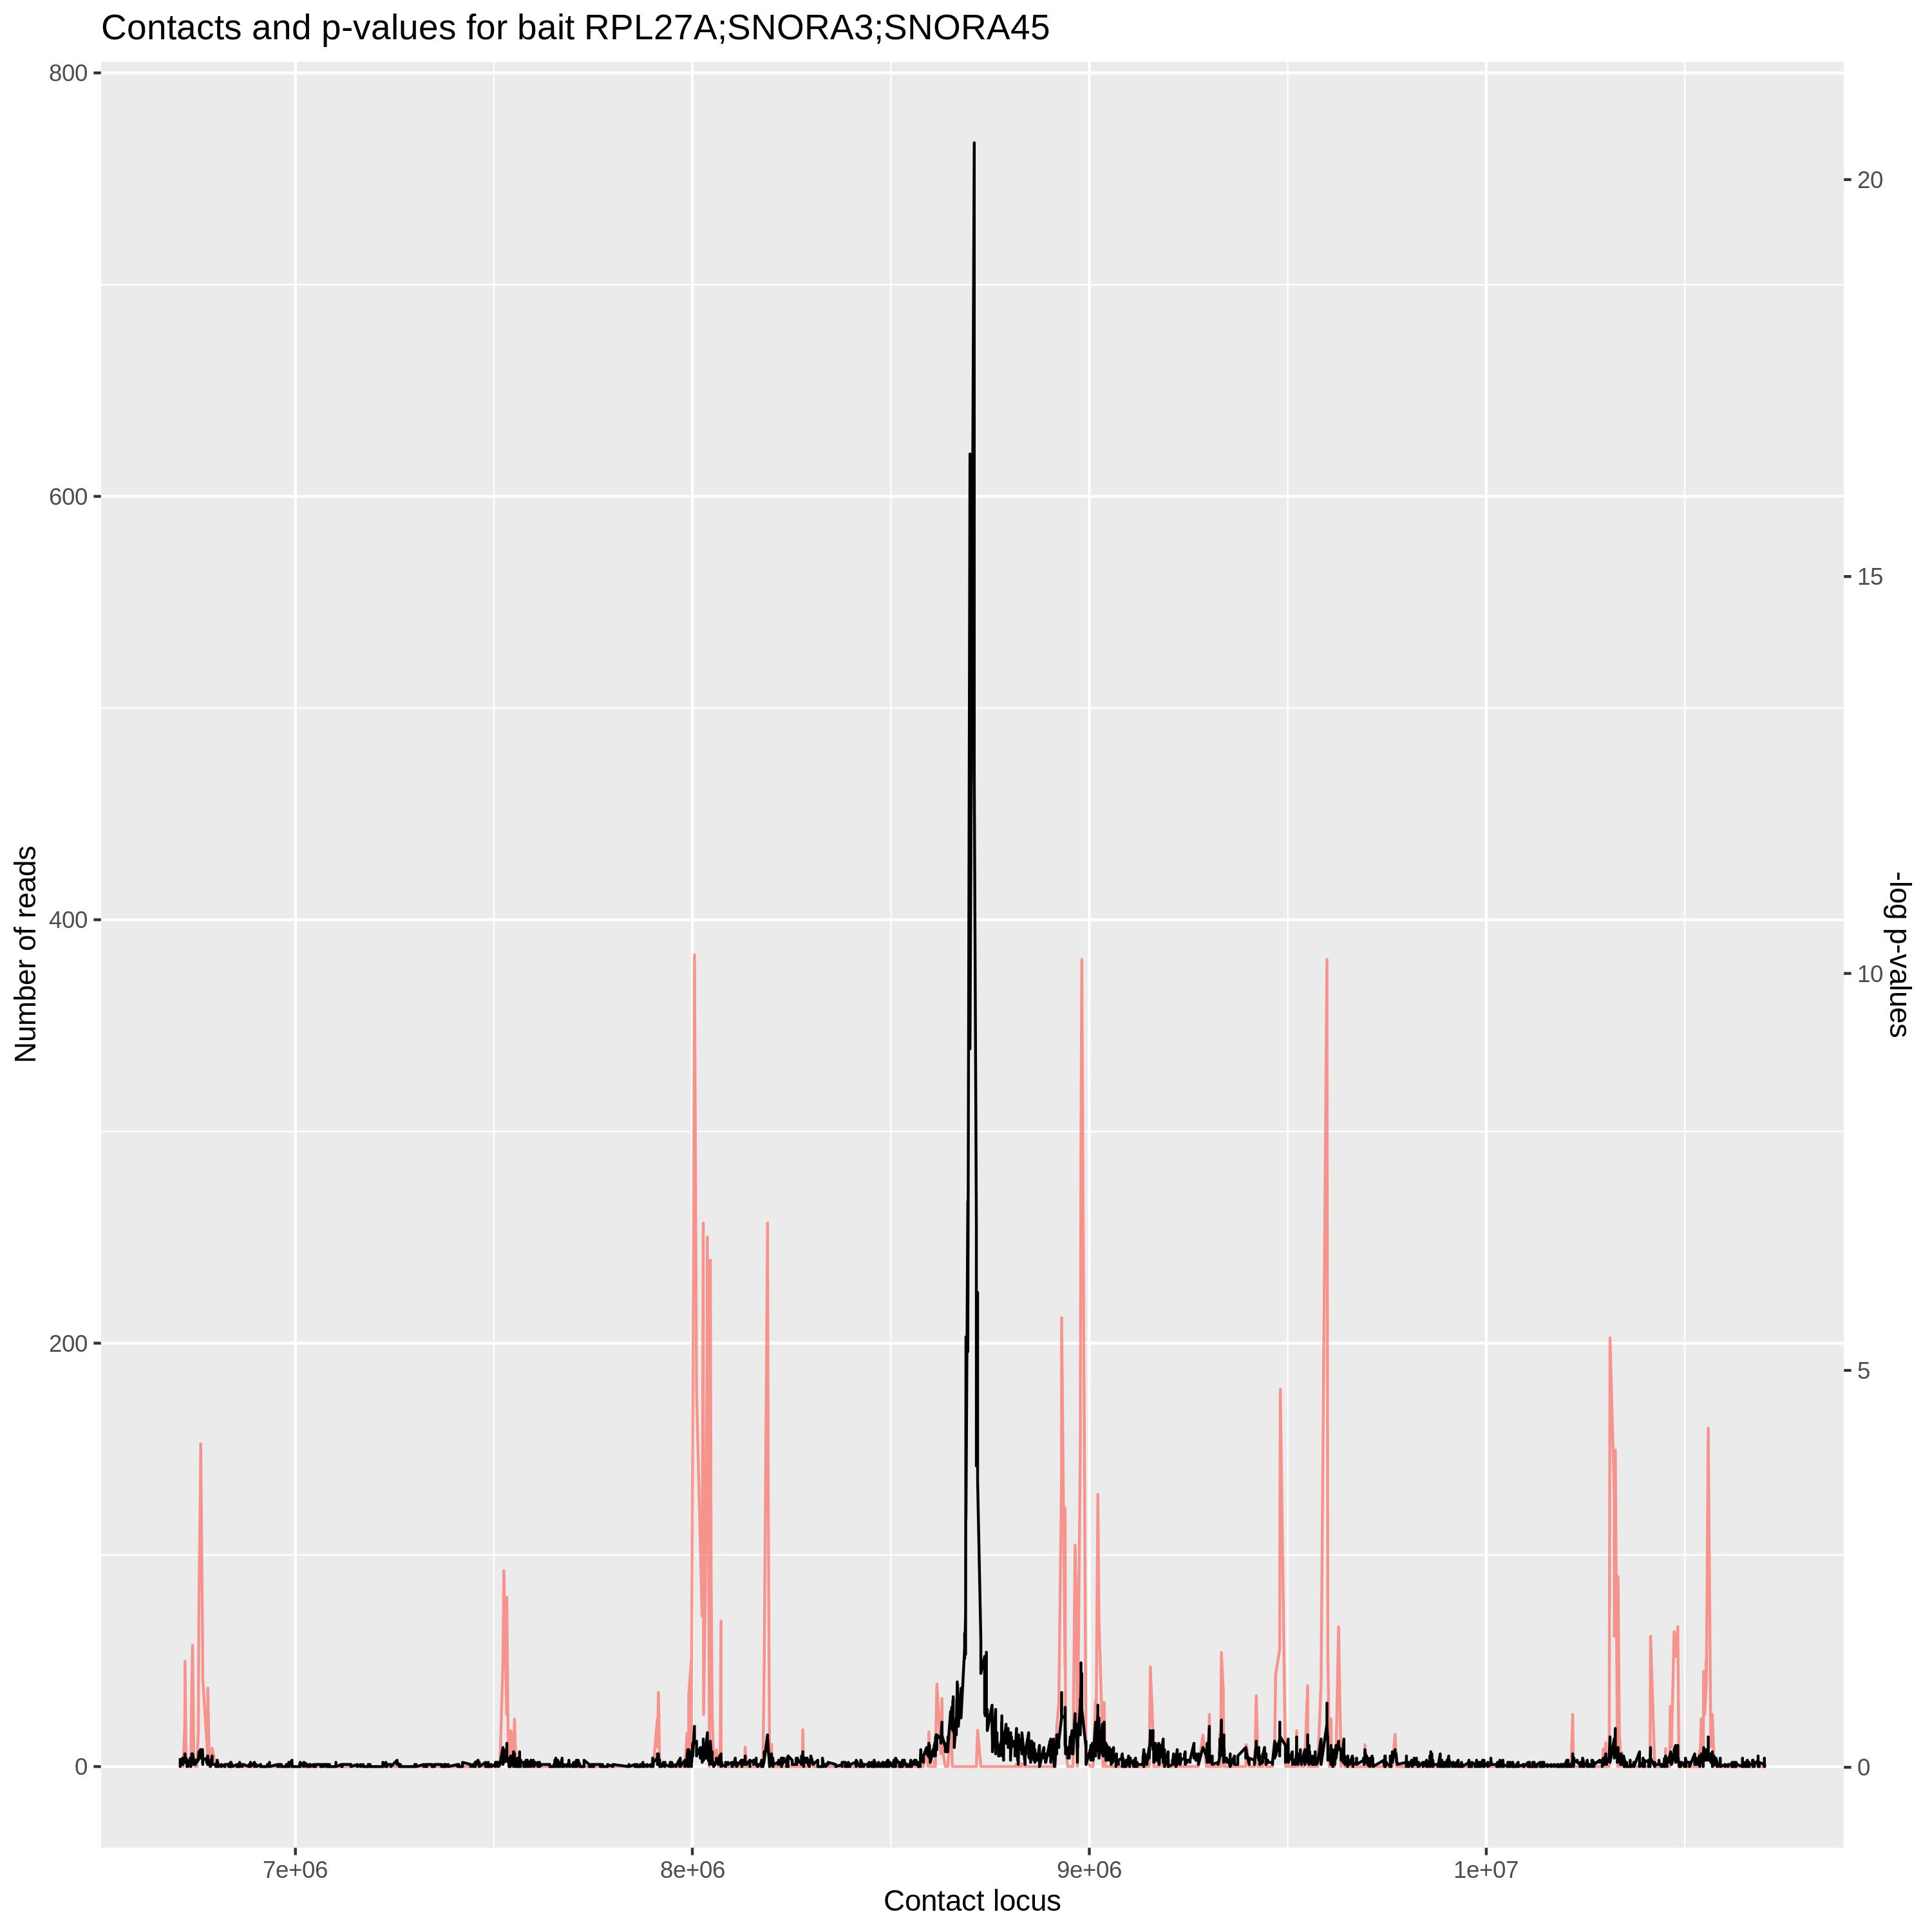 Contacts and p-values for bait RPL27A;SNORA3;SNORA45
800
600
400
200
0
Number of reads
20
15
10
5
0
-log p-values
7e+06
8e+06
9e+06
1e+07
Contact locus